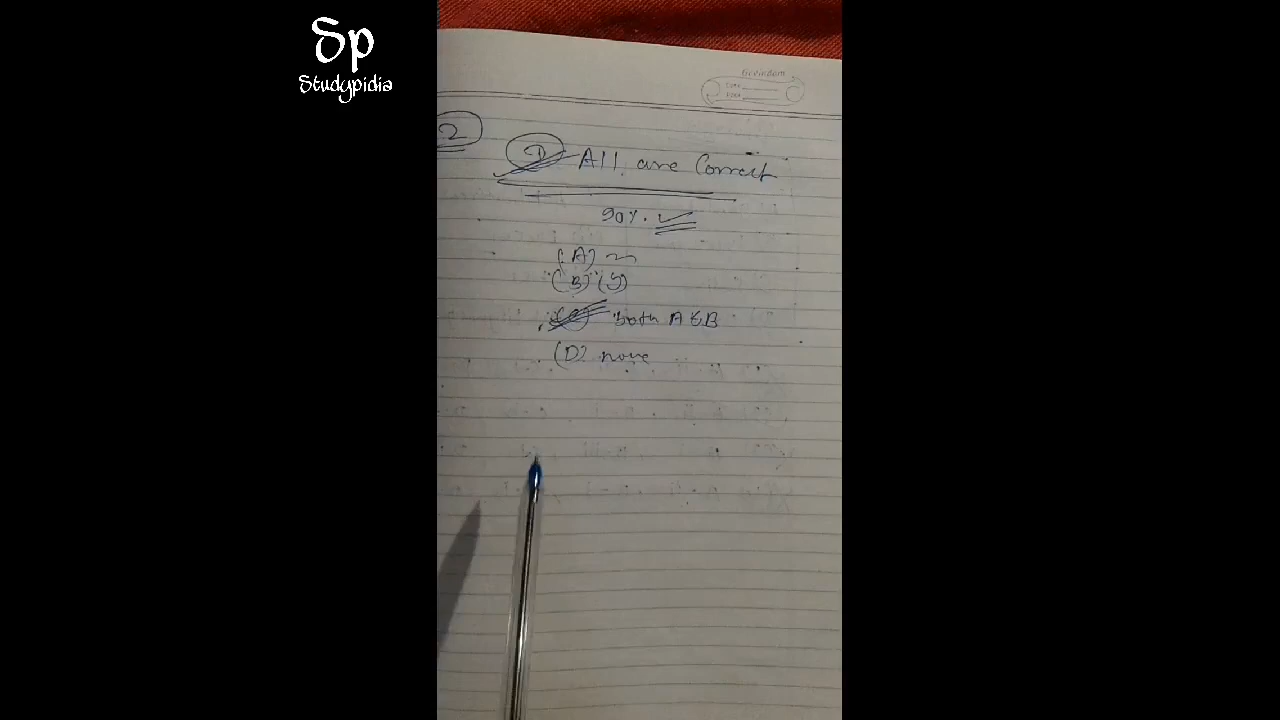 Sp
Studypidia
2
D All are Correct
90%.
(A)
(B) (y)
both A & B
(D) none